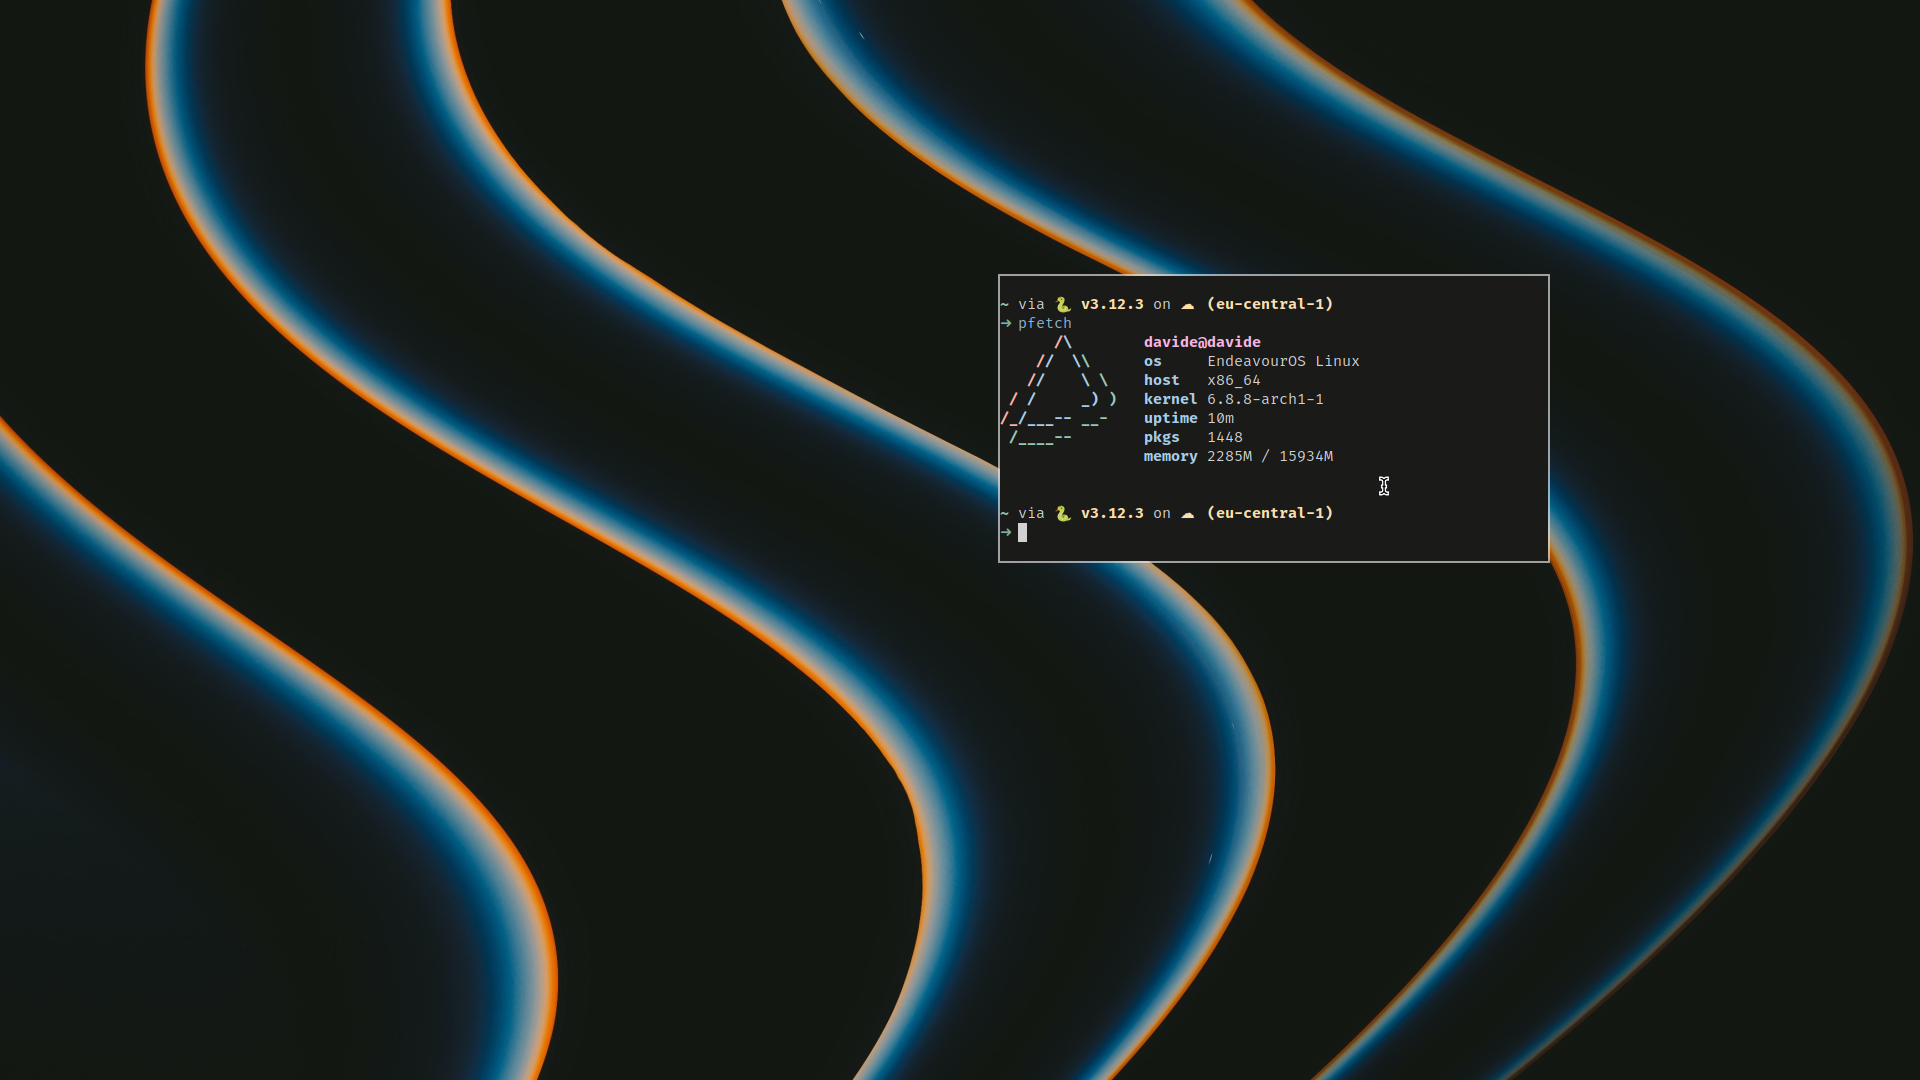 ~ via 🐍 v3.12.3 on ☁ (eu-central-1)
➜ pfetch
      /\        davide@davide
    //  \\      os     EndeavourOS Linux
   //    \ \    host   x86_64
 / /     _) )   kernel 6.8.8-arch1-1
/_/___-- __-    uptime 10m
 /____--        pkgs   1448
                memory 2285M / 15934M
~ via 🐍 v3.12.3 on ☁ (eu-central-1)
➜